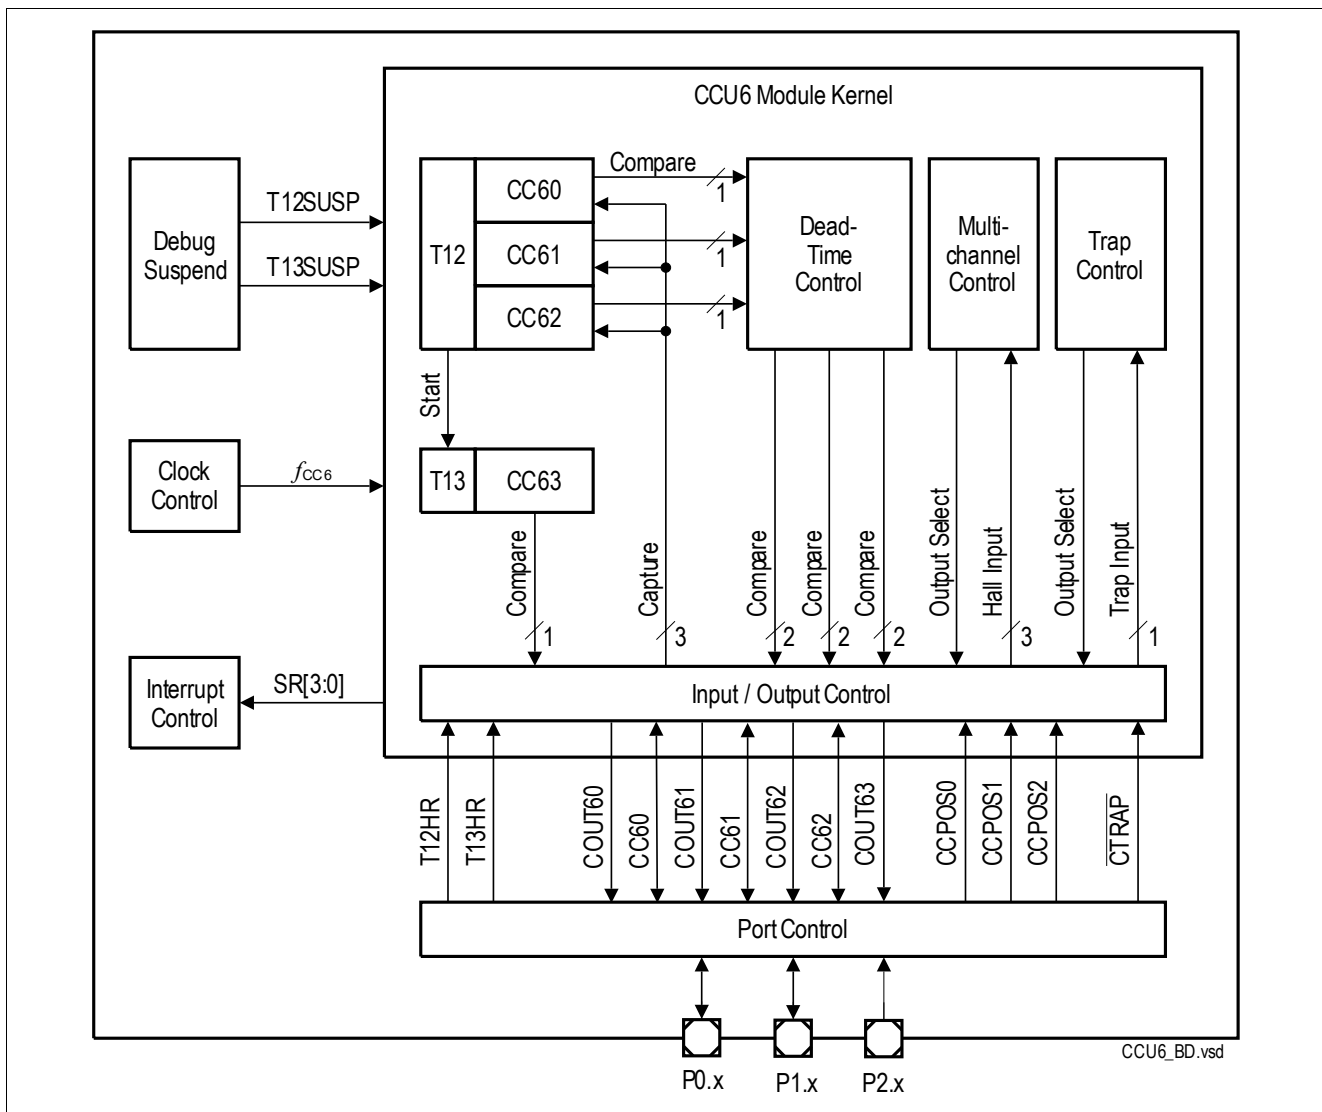 CCU6 Module Kernel
Debug
Suspend
T12SUSP
T13SUSP
T12
CC60
CC61
CC62
Compare
1
1
1
Dead-
Time
Control
Multi-
channel
Control
Trap
Control
Start
Clock
Control
fCC6
T13
CC63
Compare
1
Capture
3
Compare
2
Compare
2
Compare
2
Output Select
Hall Input
3
Output Select
Trap Input
1
Interrupt
Control
SR[3:0]
Input / Output Control
T12HR
T13HR
COUT60
CC60
COUT61
CC61
COUT62
CC62
COUT63
CCPOS0
CCPOS1
CCPOS2
CTRAP
Port Control
P0.x
P1.x
P2.x
CCU6_BD.vsd